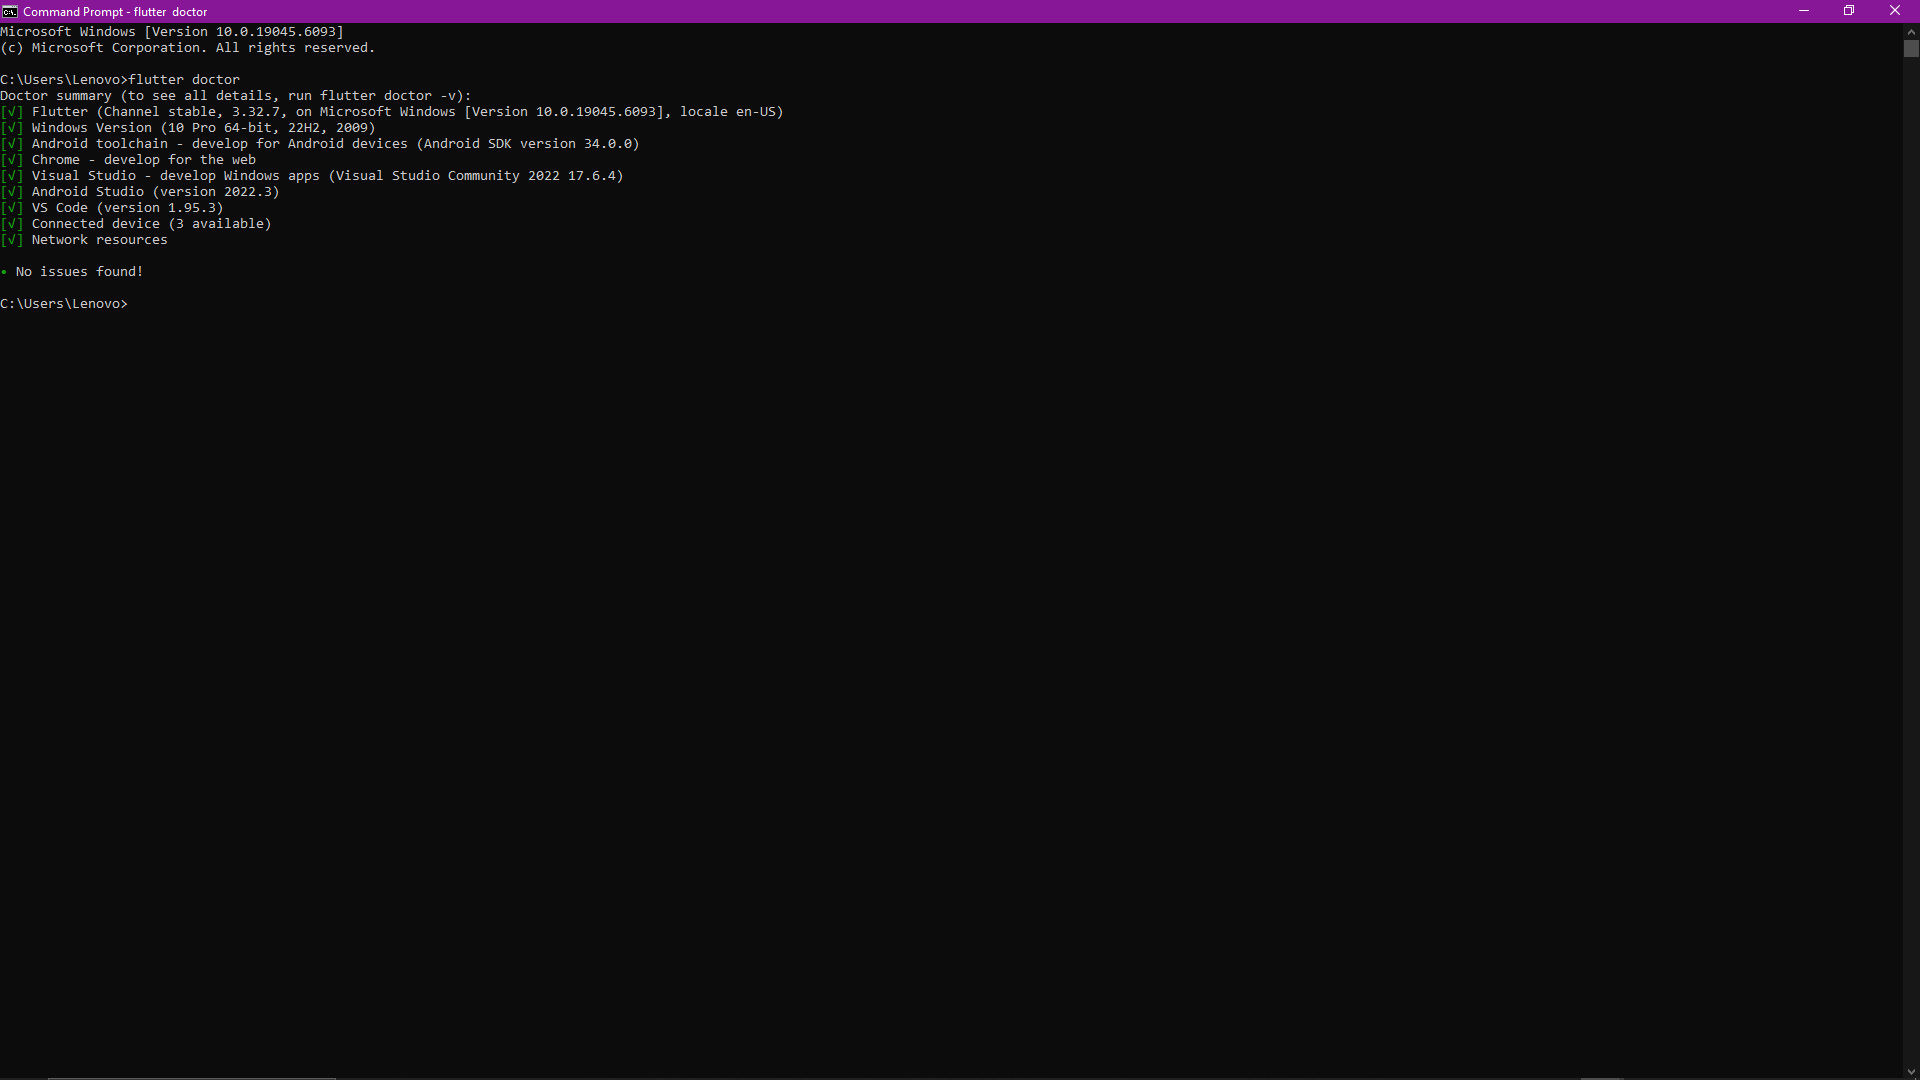 Command Prompt - flutter  doctor
Microsoft Windows [Version 10.0.19045.6093]
(c) Microsoft Corporation. All rights reserved.
C:\Users\Lenovo>flutter doctor
Doctor summary (to see all details, run flutter doctor -v):
[√] Flutter (Channel stable, 3.32.7, on Microsoft Windows [Version 10.0.19045.6093], locale en-US)
[√] Windows Version (10 Pro 64-bit, 22H2, 2009)
[√] Android toolchain - develop for Android devices (Android SDK version 34.0.0)
[√] Chrome - develop for the web
[√] Visual Studio - develop Windows apps (Visual Studio Community 2022 17.6.4)
[√] Android Studio (version 2022.3)
[√] VS Code (version 1.95.3)
[√] Connected device (3 available)
[√] Network resources
• No issues found!
C:\Users\Lenovo>